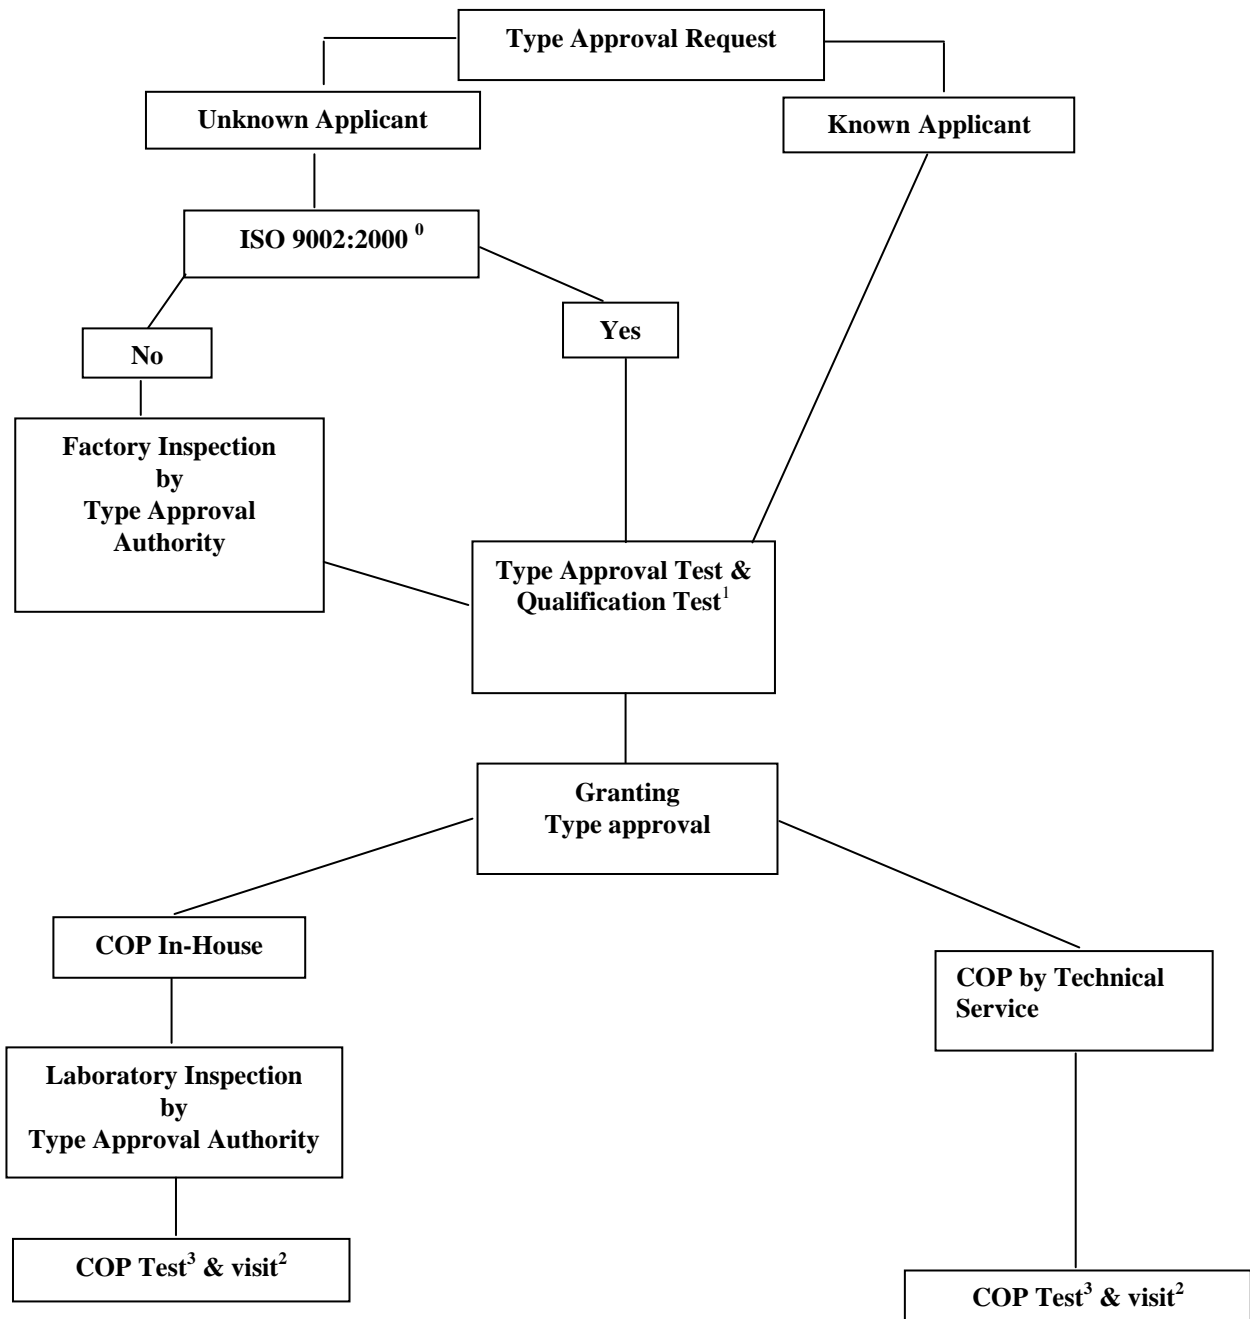 Type Approval Request
Unknown Applicant
Known Applicant
ISO 9002:2000 ⁰
No
Yes
Factory Inspection
by
Type Approval
Authority
Type Approval Test &
Qualification Test¹
Granting
Type approval
COP In-House
COP by Technical
Service
Laboratory Inspection
by
Type Approval Authority
COP Test³ & visit²
COP Test³ & visit²